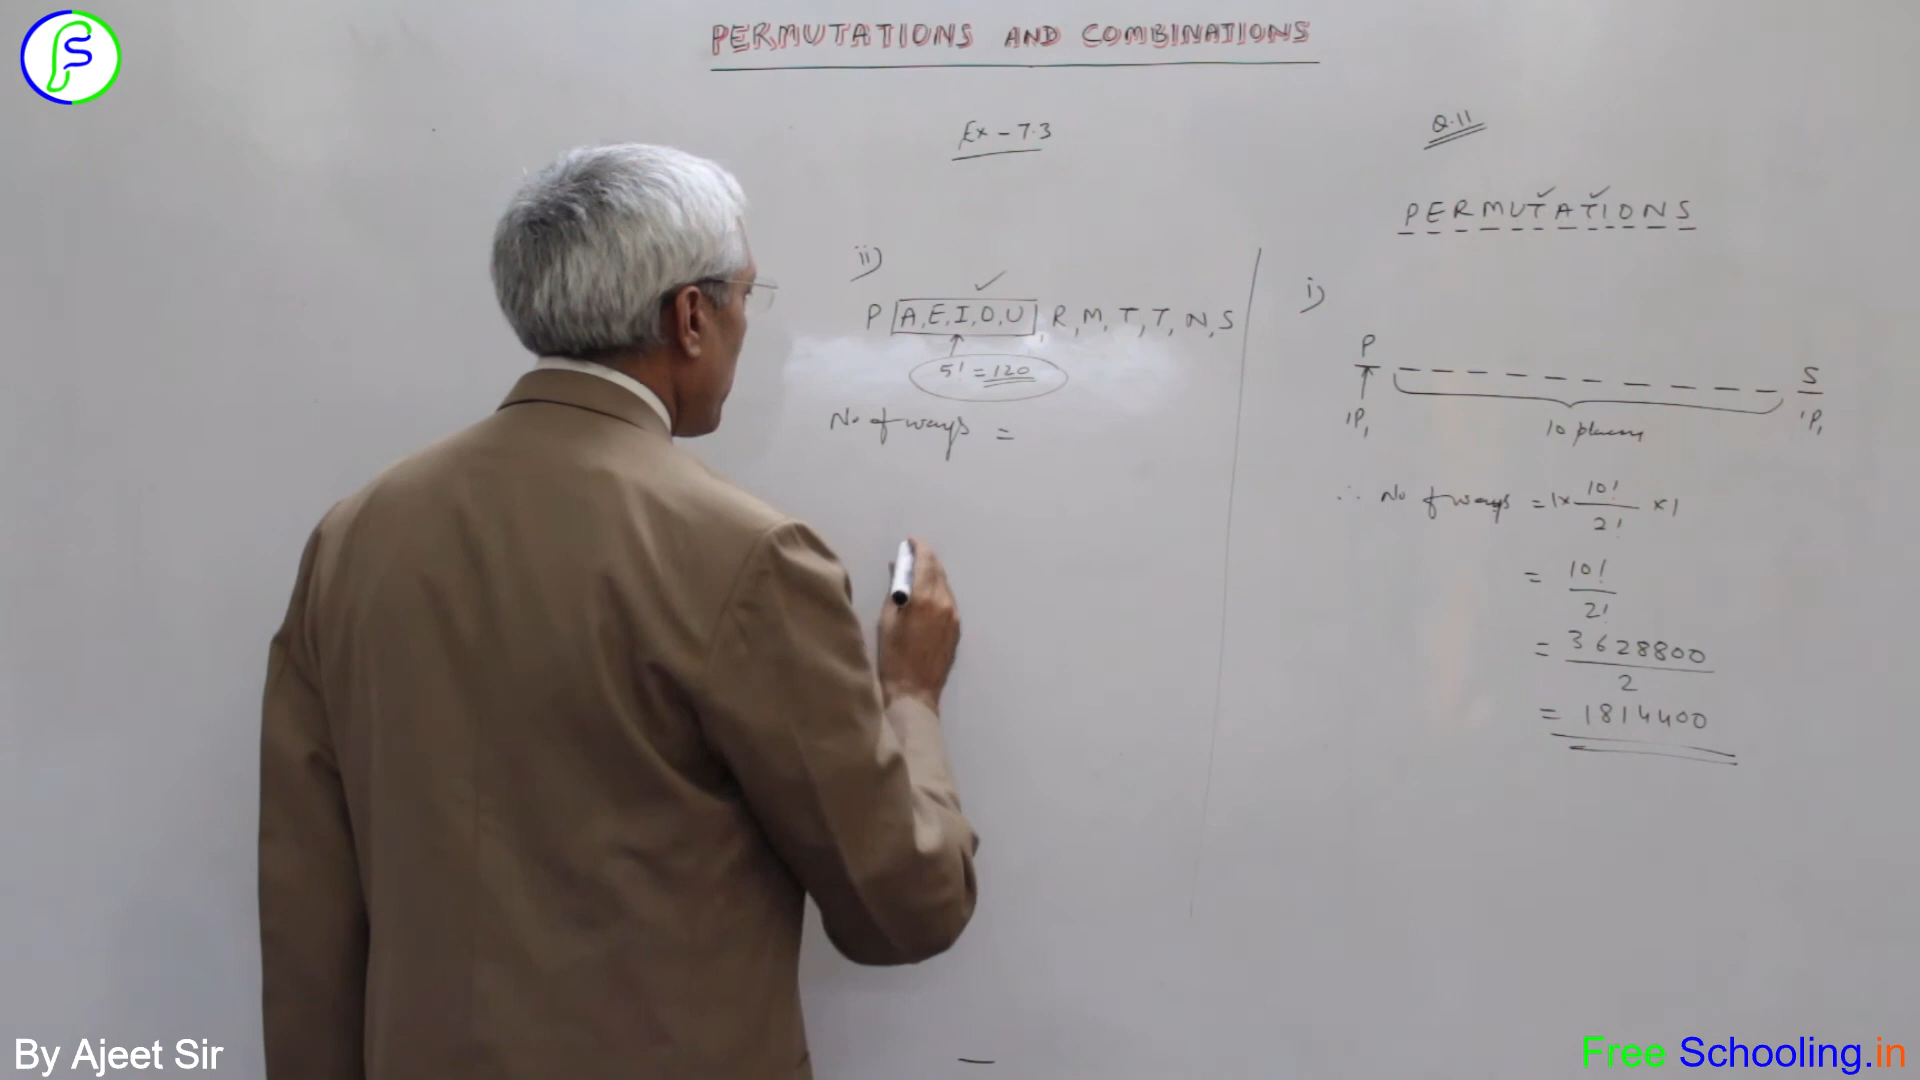 PERMUTATIONS AND COMBINATIONS
Ex - 7.3
Q.11
PERMUTATIONS
ii)
P A, E, I, O, U, R, M, T, T, N, S
5! = 120
No of ways =
i)
P S
1P1 10 places 1P1
∴ No of ways = 1 × 10!/2! × 1
= 10!/2!
= 3628800/2
= 1814400
By Ajeet Sir
Free Schooling.in